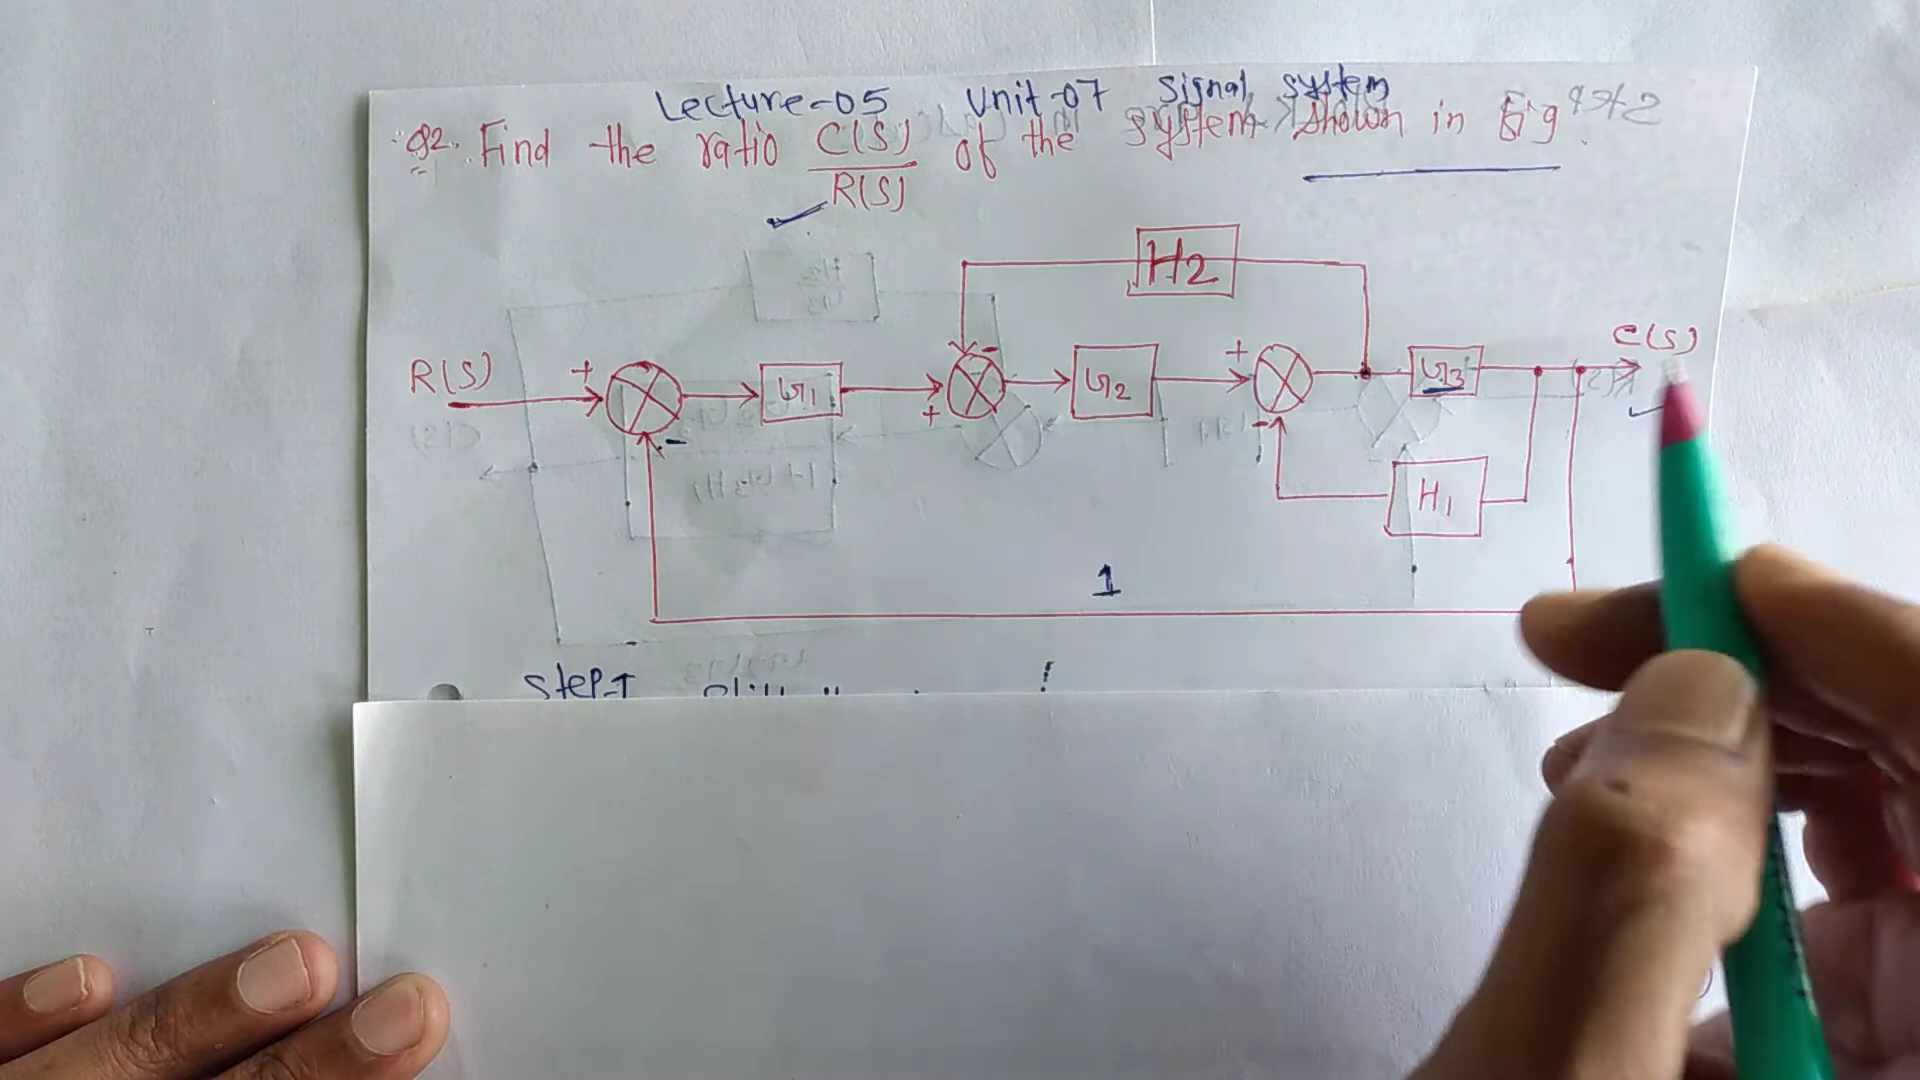 Lecture-05 Unit-07 Signal system
Q2. Find the ratio C(S)/R(S) of the system shown in Fig.
H2
R(S) + G1 + - G2 + - G3 C(S)
-
H1
1
Step-I